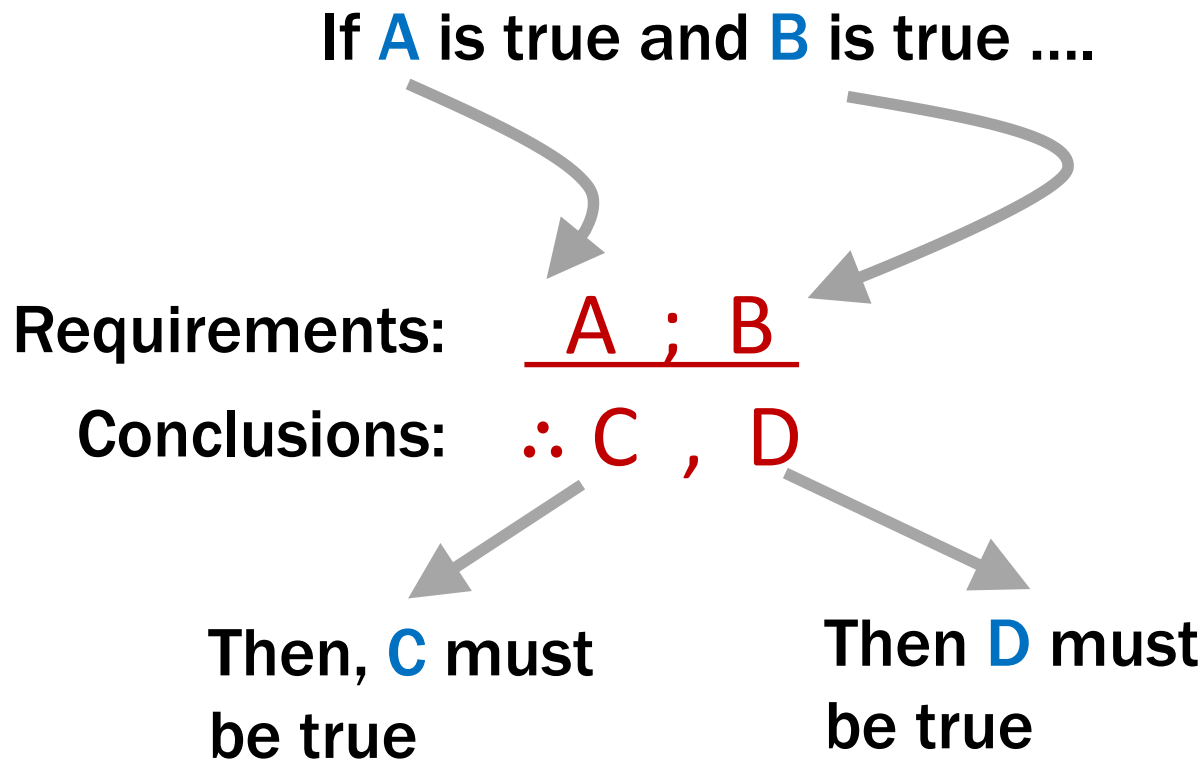 If A is true and B is true ....
Requirements: A ; B
Conclusions: ∴ C , D
Then, C must
be true
Then D must
be true